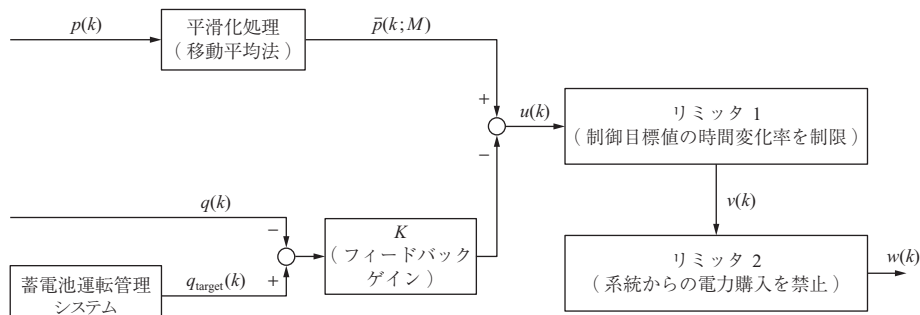 p(k)
平滑化処理
（移動平均法）
p̄(k;M)
+
−
u(k)
リミッタ 1
（制御目標値の時間変化率を制限）
v(k)
q(k)
−
+
K
（フィードバック
ゲイン）
リミッタ 2
（系統からの電力購入を禁止）
w(k)
蓄電池運転管理
システム
q_target(k)